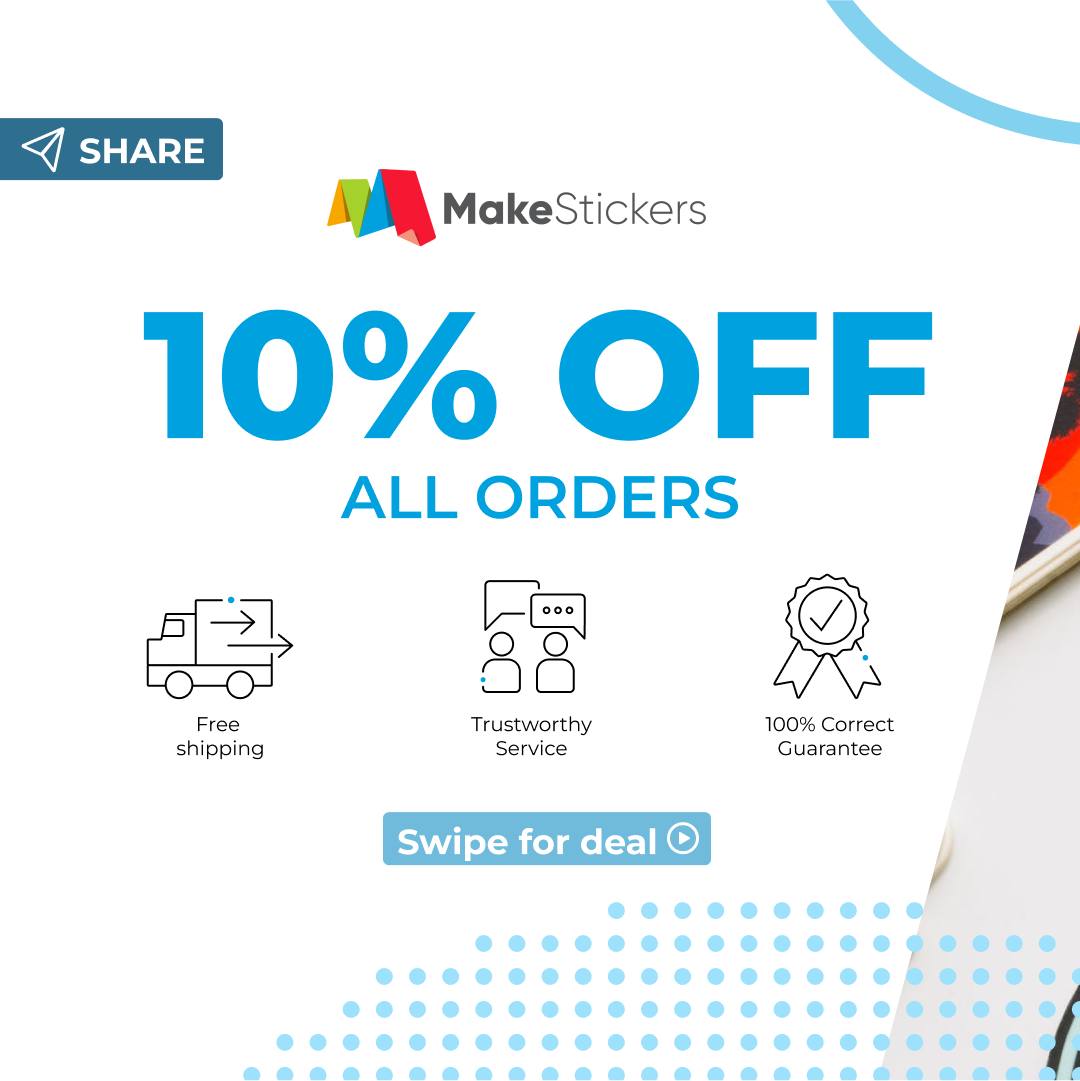 SHARE
MakeStickers
10% OFF
ALL ORDERS
Free
shipping
Trustworthy
Service
100% Correct
Guarantee
Swipe for deal